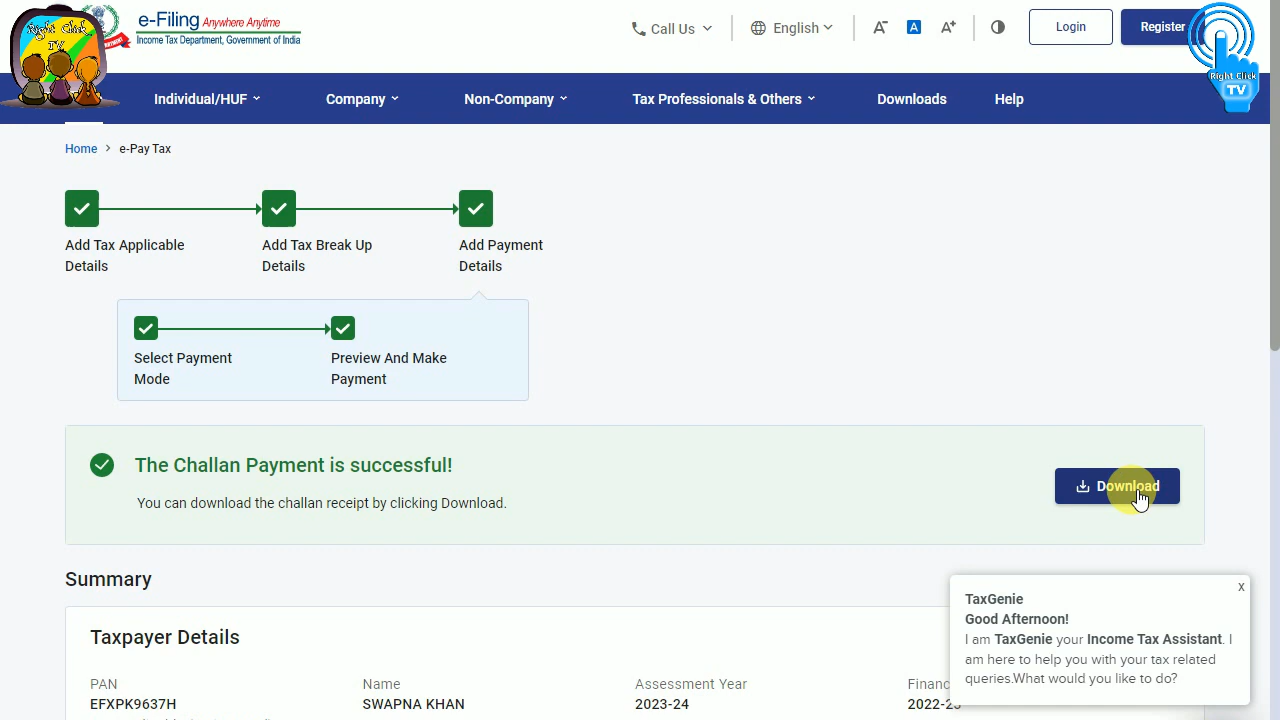 Right Click
TV
e-Filing Anywhere Anytime
Income Tax Department, Government of India
Call Us
English
A-
A
A+
Login
Register
Right Click
TV
Individual/HUF
Company
Non-Company
Tax Professionals & Others
Downloads
Help
Home > e-Pay Tax
Add Tax Applicable
Details
Add Tax Break Up
Details
Add Payment
Details
Select Payment
Mode
Preview And Make
Payment
The Challan Payment is successful!
You can download the challan receipt by clicking Download.
Download
Summary
Taxpayer Details
PAN
EFXPK9637H
Name
SWAPNA KHAN
Assessment Year
2023-24
x
TaxGenie
Good Afternoon!
I am TaxGenie your Income Tax Assistant. I
am here to help you with your tax related
queries.What would you like to do?